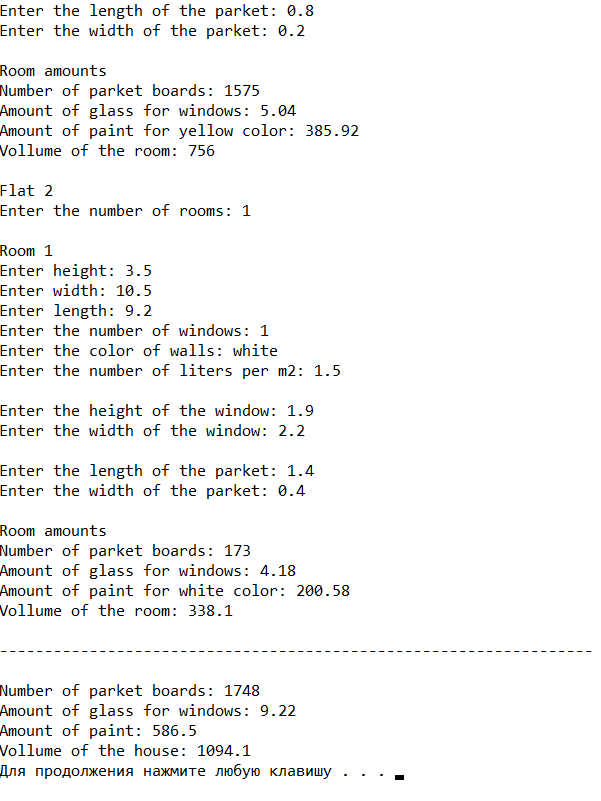 Enter the length of the parket: 0.8
Enter the width of the parket: 0.2
Room amounts
Number of parket boards: 1575
Amount of glass for windows: 5.04
Amount of paint for yellow color: 385.92
Vollume of the room: 756
Flat 2
Enter the number of rooms: 1
Room 1
Enter height: 3.5
Enter width: 10.5
Enter length: 9.2
Enter the number of windows: 1
Enter the color of walls: white
Enter the number of liters per m2: 1.5
Enter the height of the window: 1.9
Enter the width of the window: 2.2
Enter the length of the parket: 1.4
Enter the width of the parket: 0.4
Room amounts
Number of parket boards: 173
Amount of glass for windows: 4.18
Amount of paint for white color: 200.58
Vollume of the room: 338.1
------------------------------------------------------------------
Number of parket boards: 1748
Amount of glass for windows: 9.22
Amount of paint: 586.5
Vollume of the house: 1094.1
Для продолжения нажмите любую клавишу . . .